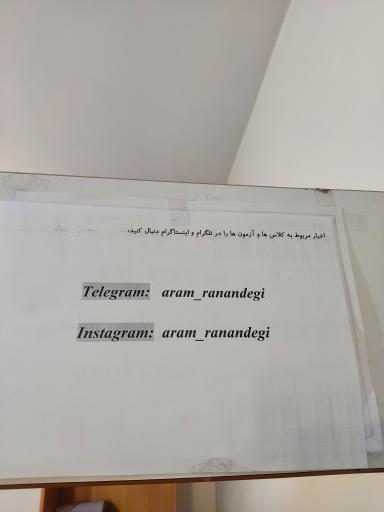 اخبار مربوط به کلاس ها و آزمون ها را در تلگرام و اینستاگرام دنبال کنید.
Telegram: aram_ranandegi
Instagram: aram_ranandegi